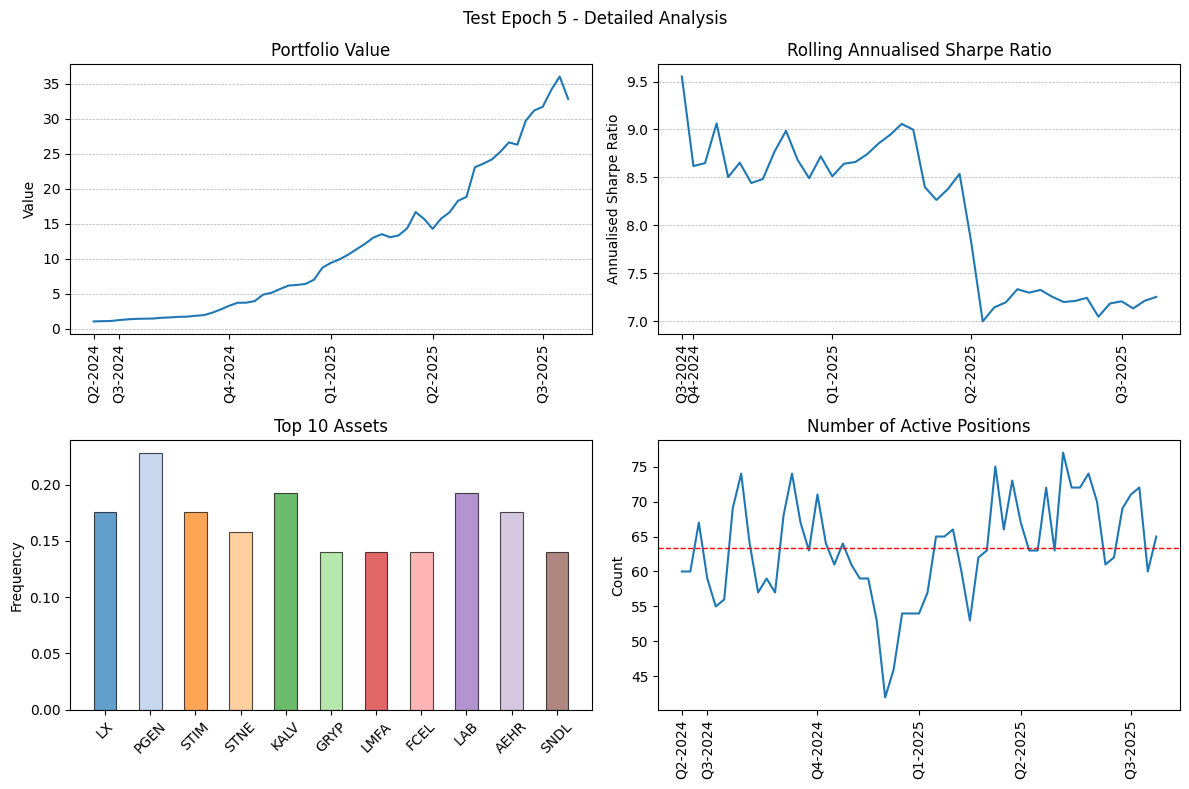 Test Epoch 5 - Detailed Analysis
Portfolio Value
Value
35
30
25
20
15
10
5
0
Q2-2024
Q3-2024
Q4-2024
Q1-2025
Q2-2025
Q3-2025
Rolling Annualised Sharpe Ratio
Annualised Sharpe Ratio
9.5
9.0
8.5
8.0
7.5
7.0
Q3-2024
Q4-2024
Q1-2025
Q2-2025
Q3-2025
Top 10 Assets
Frequency
0.20
0.15
0.10
0.05
0.00
LX
PGEN
STIM
STNE
KALV
GRYP
LMFA
FCEL
LAB
AEHR
SNDL
Number of Active Positions
Count
75
70
65
60
55
50
45
Q2-2024
Q3-2024
Q4-2024
Q1-2025
Q2-2025
Q3-2025